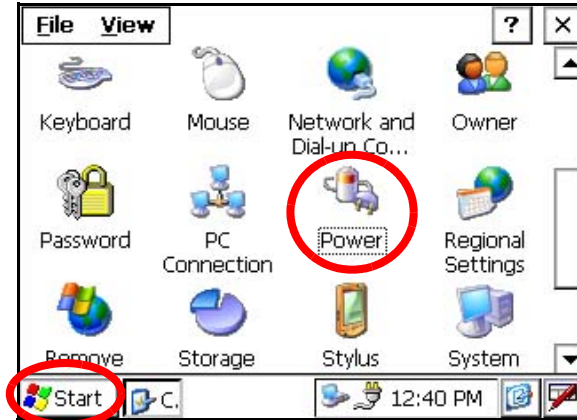 File View ? ×
Keyboard Mouse Network and Dial-up Co... Owner
Password PC Connection Power Regional Settings
Remove Storage Stylus System
Start C. 12:40 PM